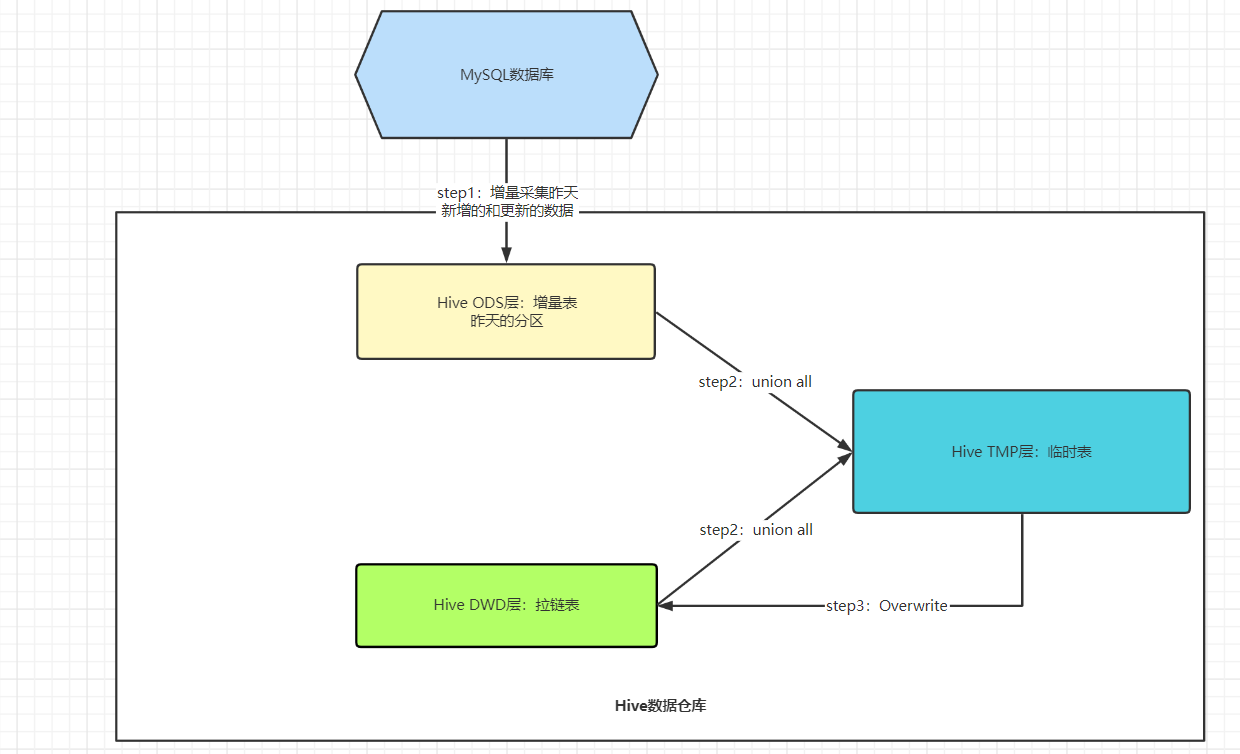 MySQL数据库
step1：增量采集昨天
新增的和更新的数据
Hive ODS层：增量表
昨天的分区
step2：union all
Hive TMP层：临时表
step2：union all
Hive DWD层：拉链表
step3：Overwrite
Hive数据仓库